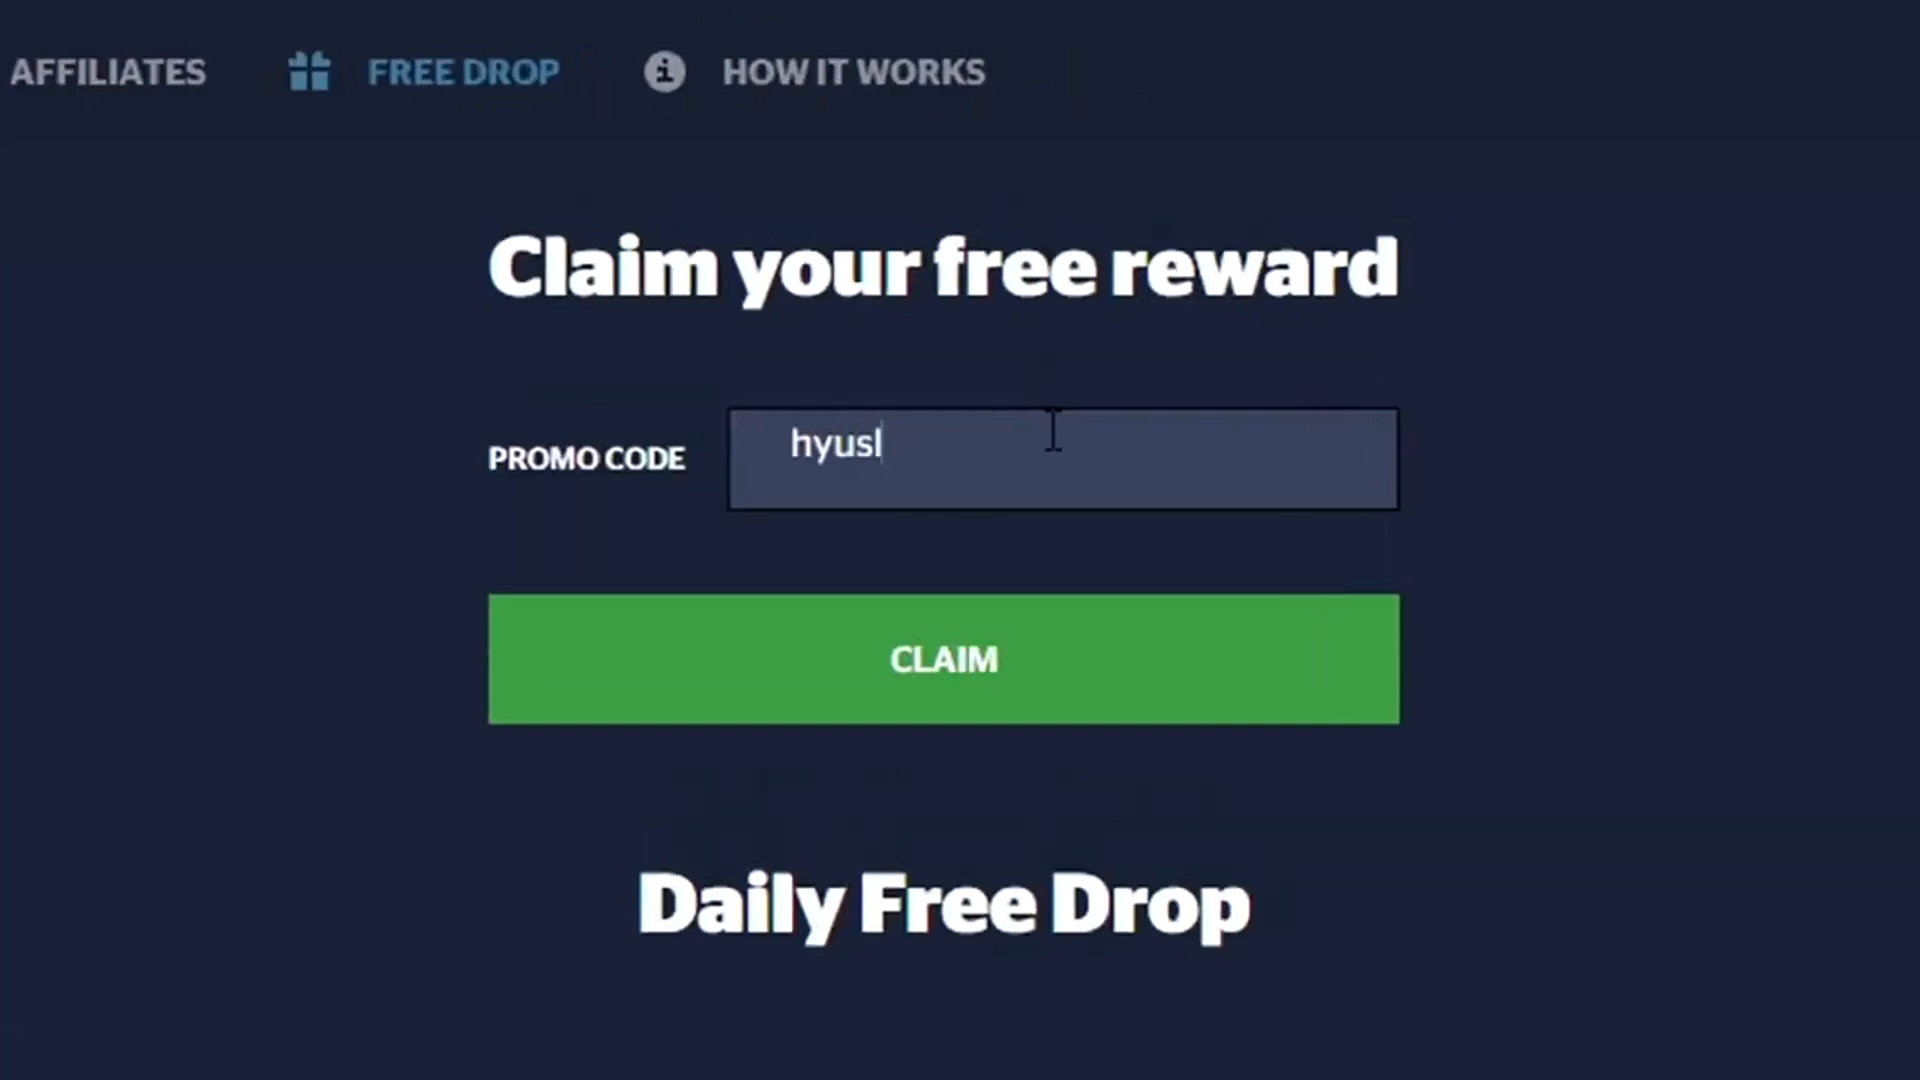 AFFILIATES FREE DROP HOW IT WORKS
Claim your free reward
PROMO CODE hyusl
CLAIM
Daily Free Drop